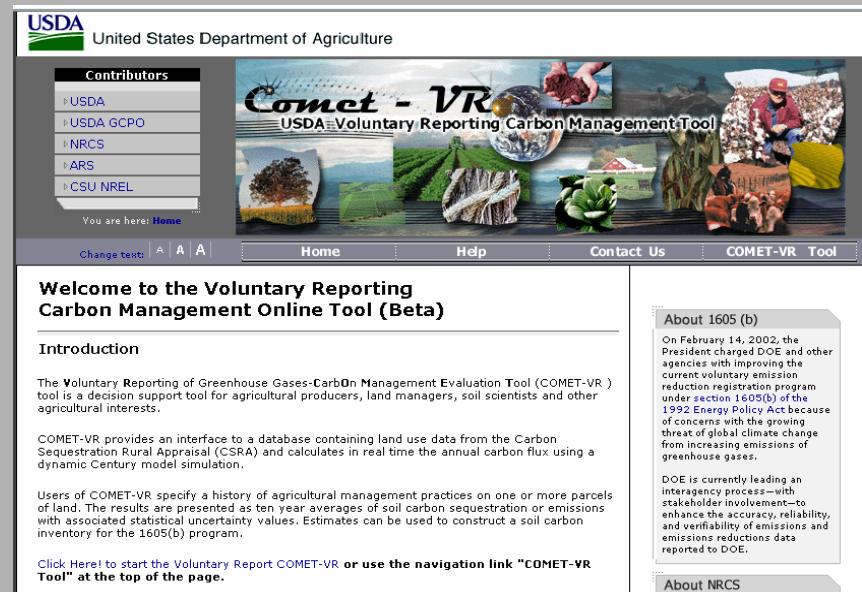 USDA
United States Department of Agriculture
Contributors
USDA
USDA GCPO
NRCS
ARS
CSU NREL
You are here: Home
Comet - VR
USDA-Voluntary Reporting Carbon Management Tool
Change text: A A A
Home Help Contact Us COMET-VR Tool
Welcome to the Voluntary Reporting
Carbon Management Online Tool (Beta)
Introduction
The Voluntary Reporting of Greenhouse Gases-CarbOn Management Evaluation Tool (COMET-VR )
tool is a decision support tool for agricultural producers, land managers, soil scientists and other
agricultural interests.
COMET-VR provides an interface to a database containing land use data from the Carbon
Sequestration Rural Appraisal (CSRA) and calculates in real time the annual carbon flux using a
dynamic Century model simulation.
Users of COMET-VR specify a history of agricultural management practices on one or more parcels
of land. The results are presented as ten year averages of soil carbon sequestration or emissions
with associated statistical uncertainty values. Estimates can be used to construct a soil carbon
inventory for the 1605(b) program.
Click Here! to start the Voluntary Report COMET-VR or use the navigation link "COMET-VR
Tool" at the top of the page.
About 1605 (b)
On February 14, 2002, the
President charged DOE and other
agencies with improving the
current voluntary emission
reduction registration program
under section 1605(b) of the
1992 Energy Policy Act because
of concerns with the growing
threat of global climate change
from increasing emissions of
greenhouse gases.
DOE is currently leading an
interagency process—with
stakeholder involvement—to
enhance the accuracy, reliability,
and verifiability of emissions and
emissions reductions data
reported to DOE.
About NRCS